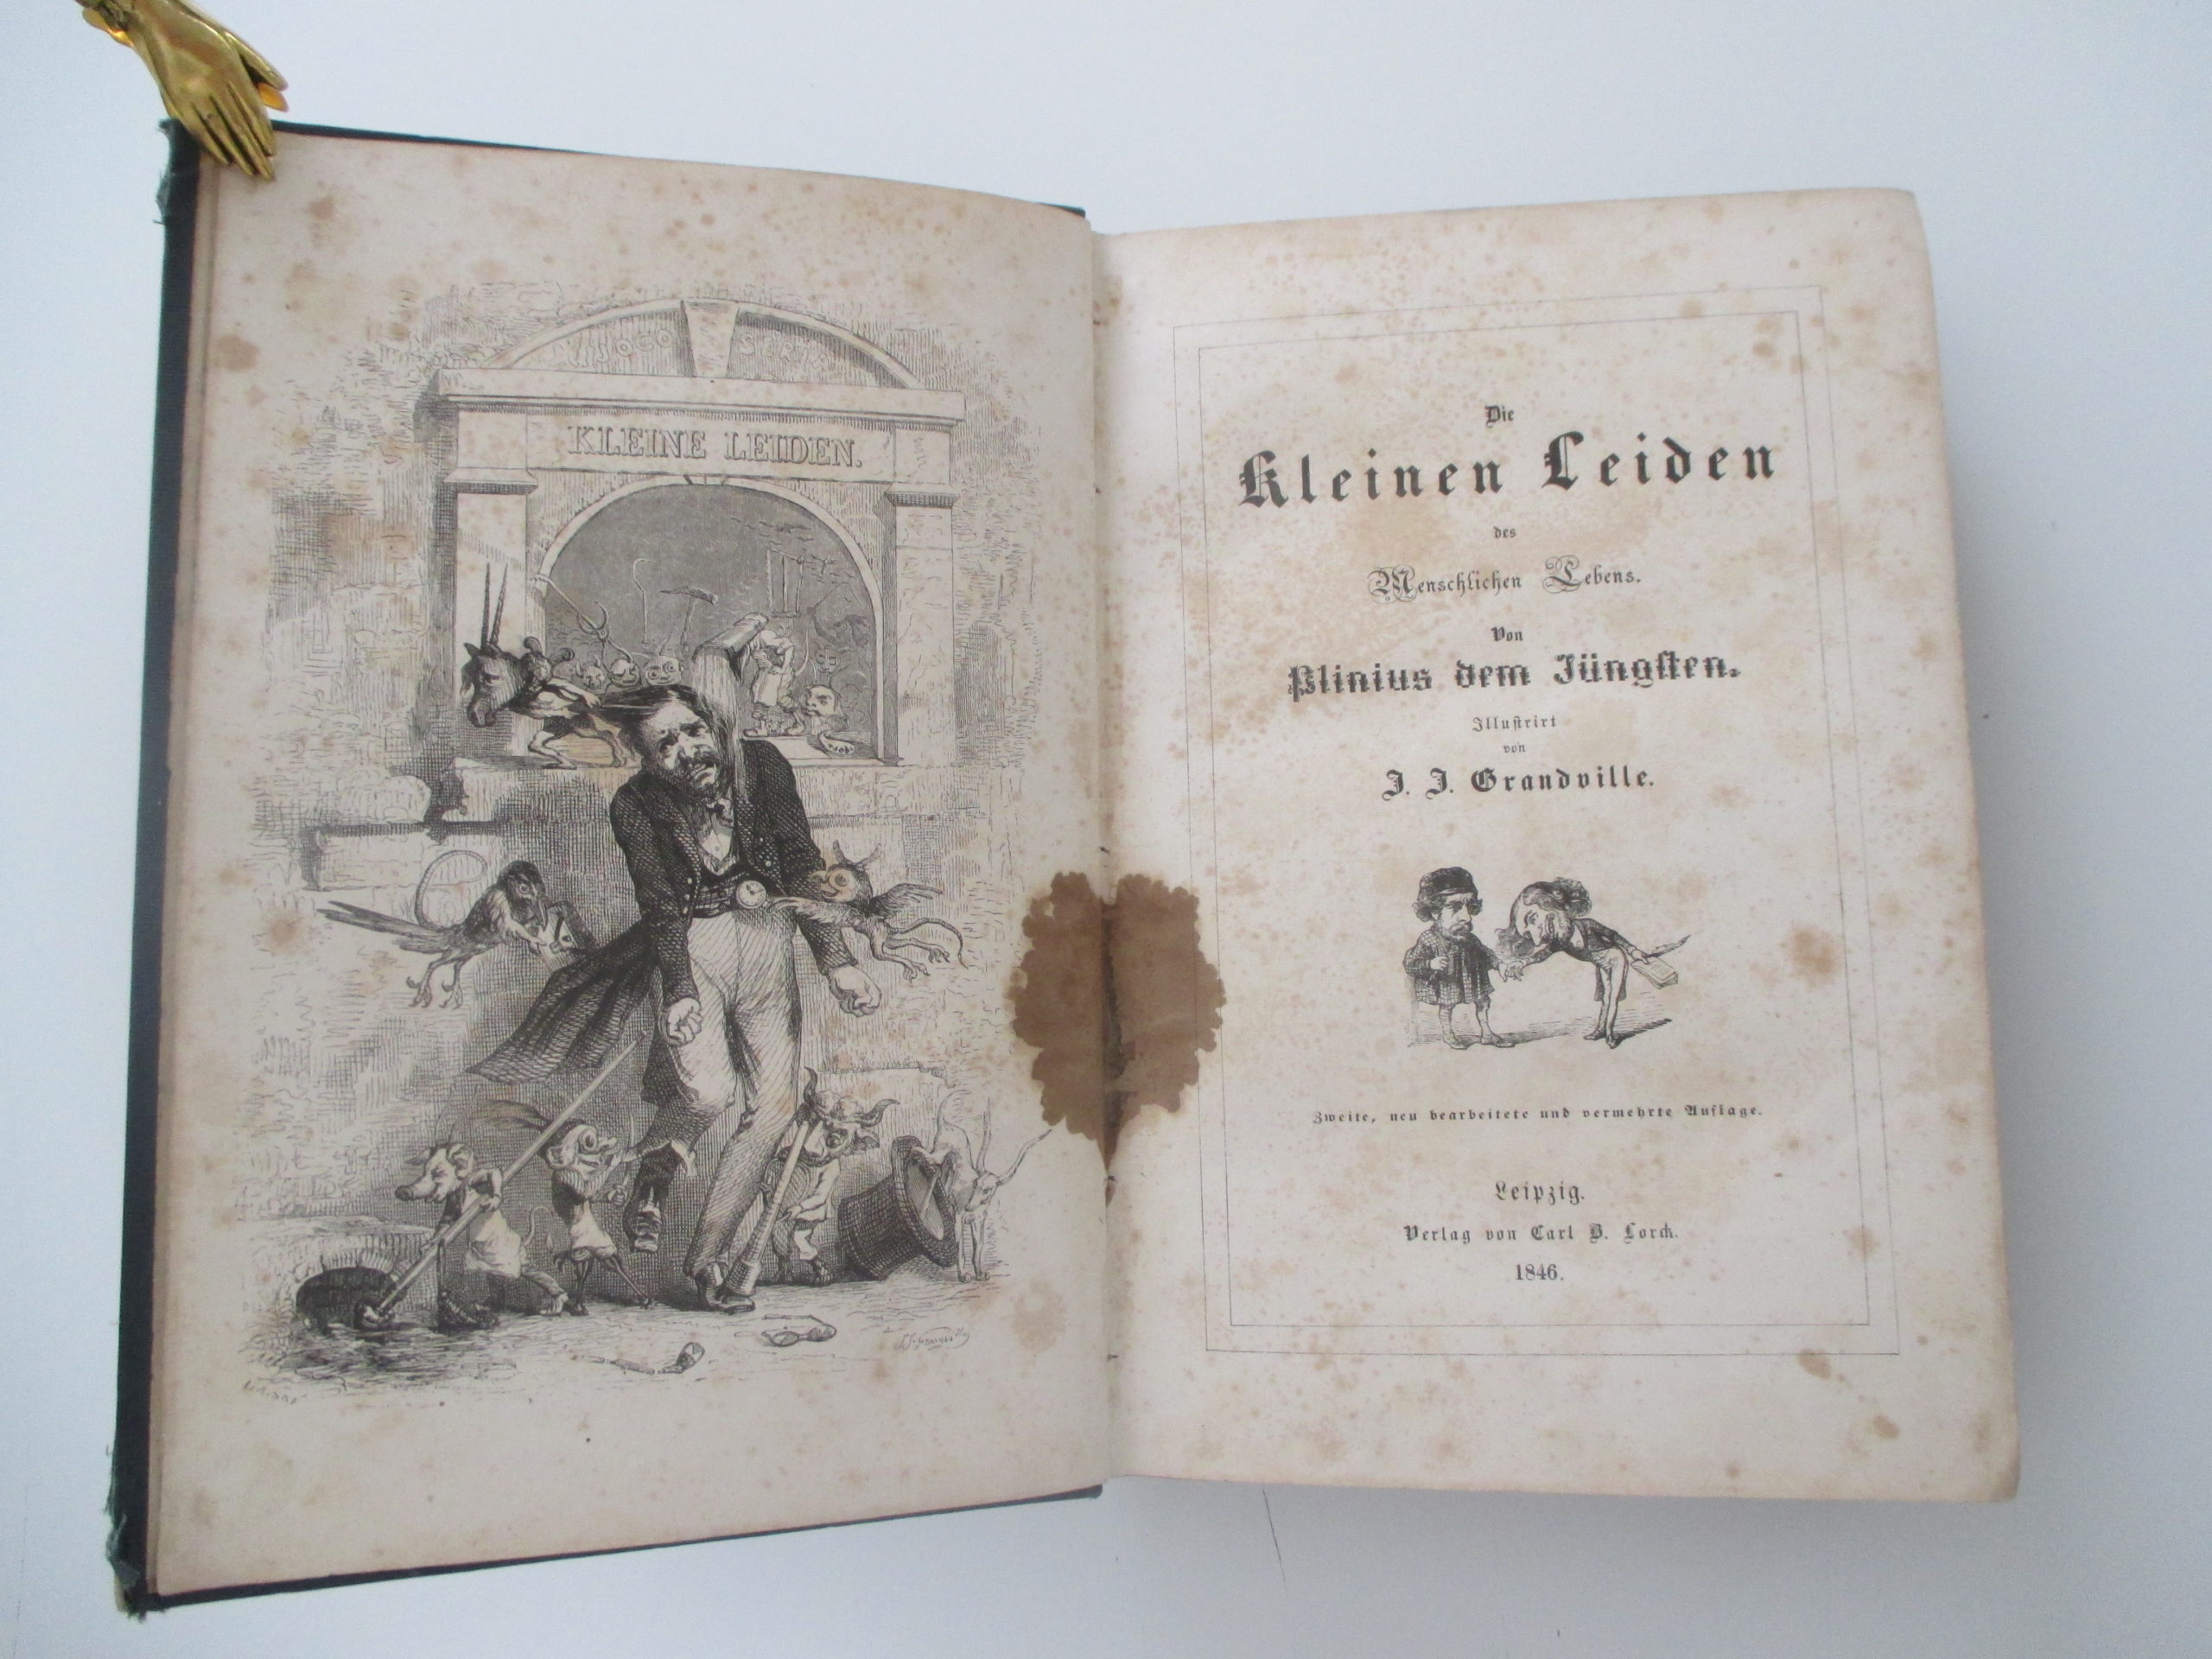 KLEINE LEIDEN.
Die
Kleinen Leiden
des
Menschlichen Lebens.
Von
Plinius dem Jüngsten.
Illustrirt
von
J. J. Grandville.
Zweite, neu bearbeitete und vermehrte Auflage.
Leipzig.
Verlag von Carl B. Lorck.
1846.